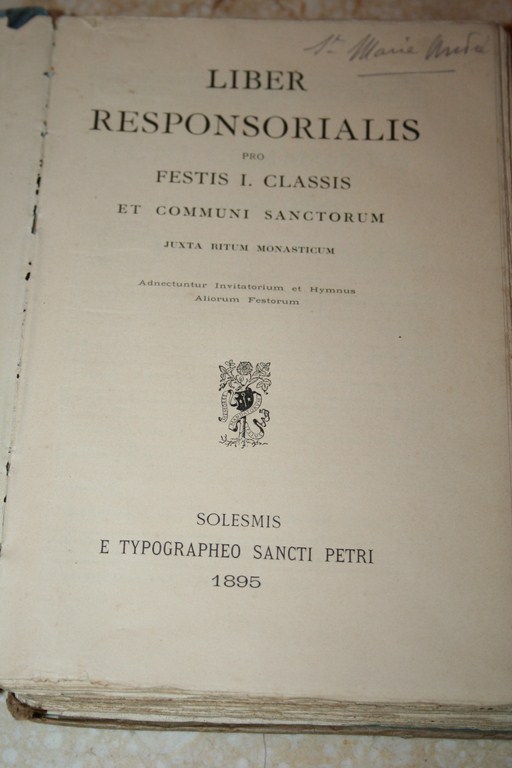 Sr Marie André
LIBER
RESPONSORIALIS
PRO
FESTIS I. CLASSIS
ET COMMUNI SANCTORUM
JUXTA RITUM MONASTICUM
Adnectuntur Invitatorium et Hymnus
Aliorum Festorum
SOLESMIS
E TYPOGRAPHEO SANCTI PETRI
1895